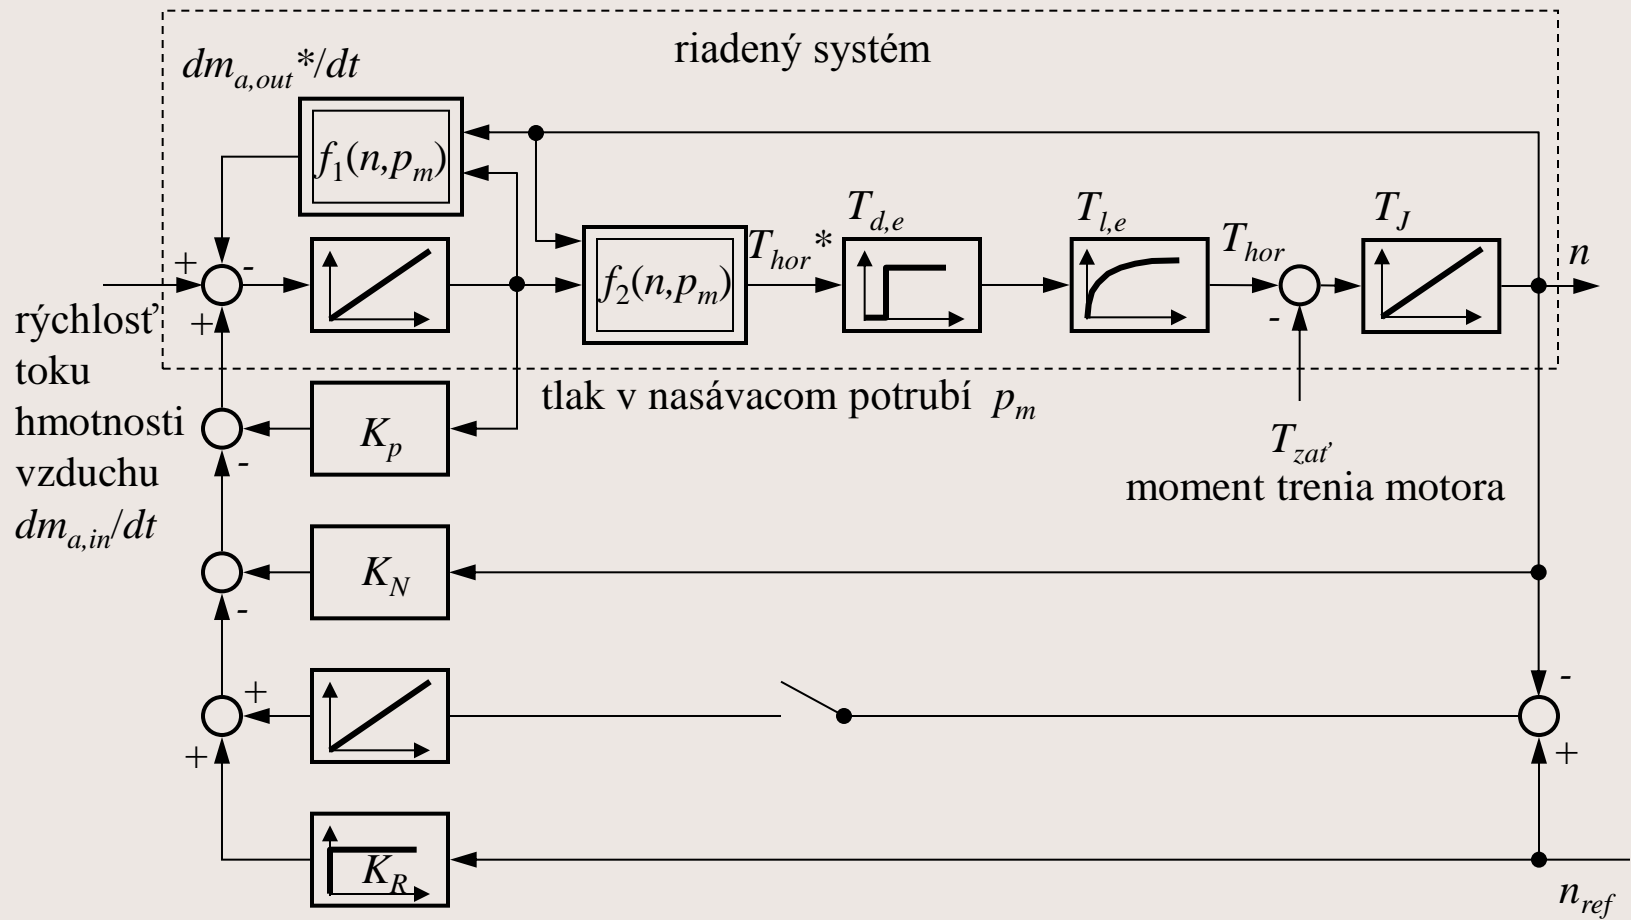 riadený systém
dm_{a,out}*/dt
f_1(n,p_m)
T_{d,e}
T_{l,e}
T_J
T_{hor}*
T_{hor}
n
f_2(n,p_m)
+
-
+
-
rýchlosť
toku
hmotnosti
vzduchu
dm_{a,in}/dt
tlak v nasávacom potrubí p_m
K_p
-
T_{zať}
moment trenia motora
K_N
-
+
-
+
+
K_R
n_{ref}